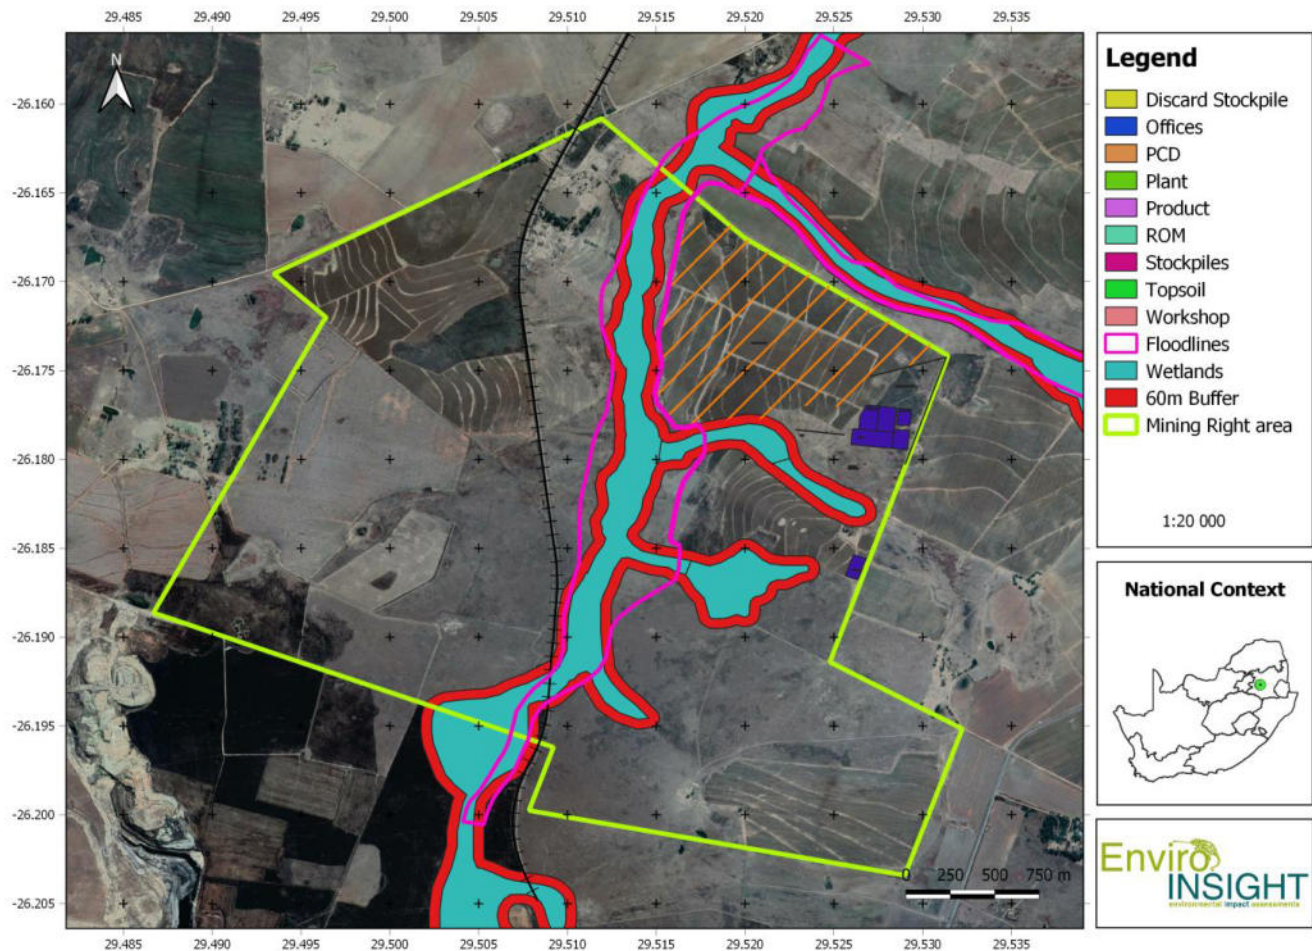 29.485 29.490 29.495 29.500 29.505 29.510 29.515 29.520 29.525 29.530 29.535
N
-26.160
-26.165
-26.170
-26.175
-26.180
-26.185
-26.190
-26.195
-26.200
-26.205
0 250 500 750 m
29.485 29.490 29.495 29.500 29.505 29.510 29.515 29.520 29.525 29.530 29.535
Legend
Discard Stockpile
Offices
PCD
Plant
Product
ROM
Stockpiles
Topsoil
Workshop
Floodlines
Wetlands
60m Buffer
Mining Right area
1:20 000
National Context
Enviro
INSIGHT
environmental impact assessments